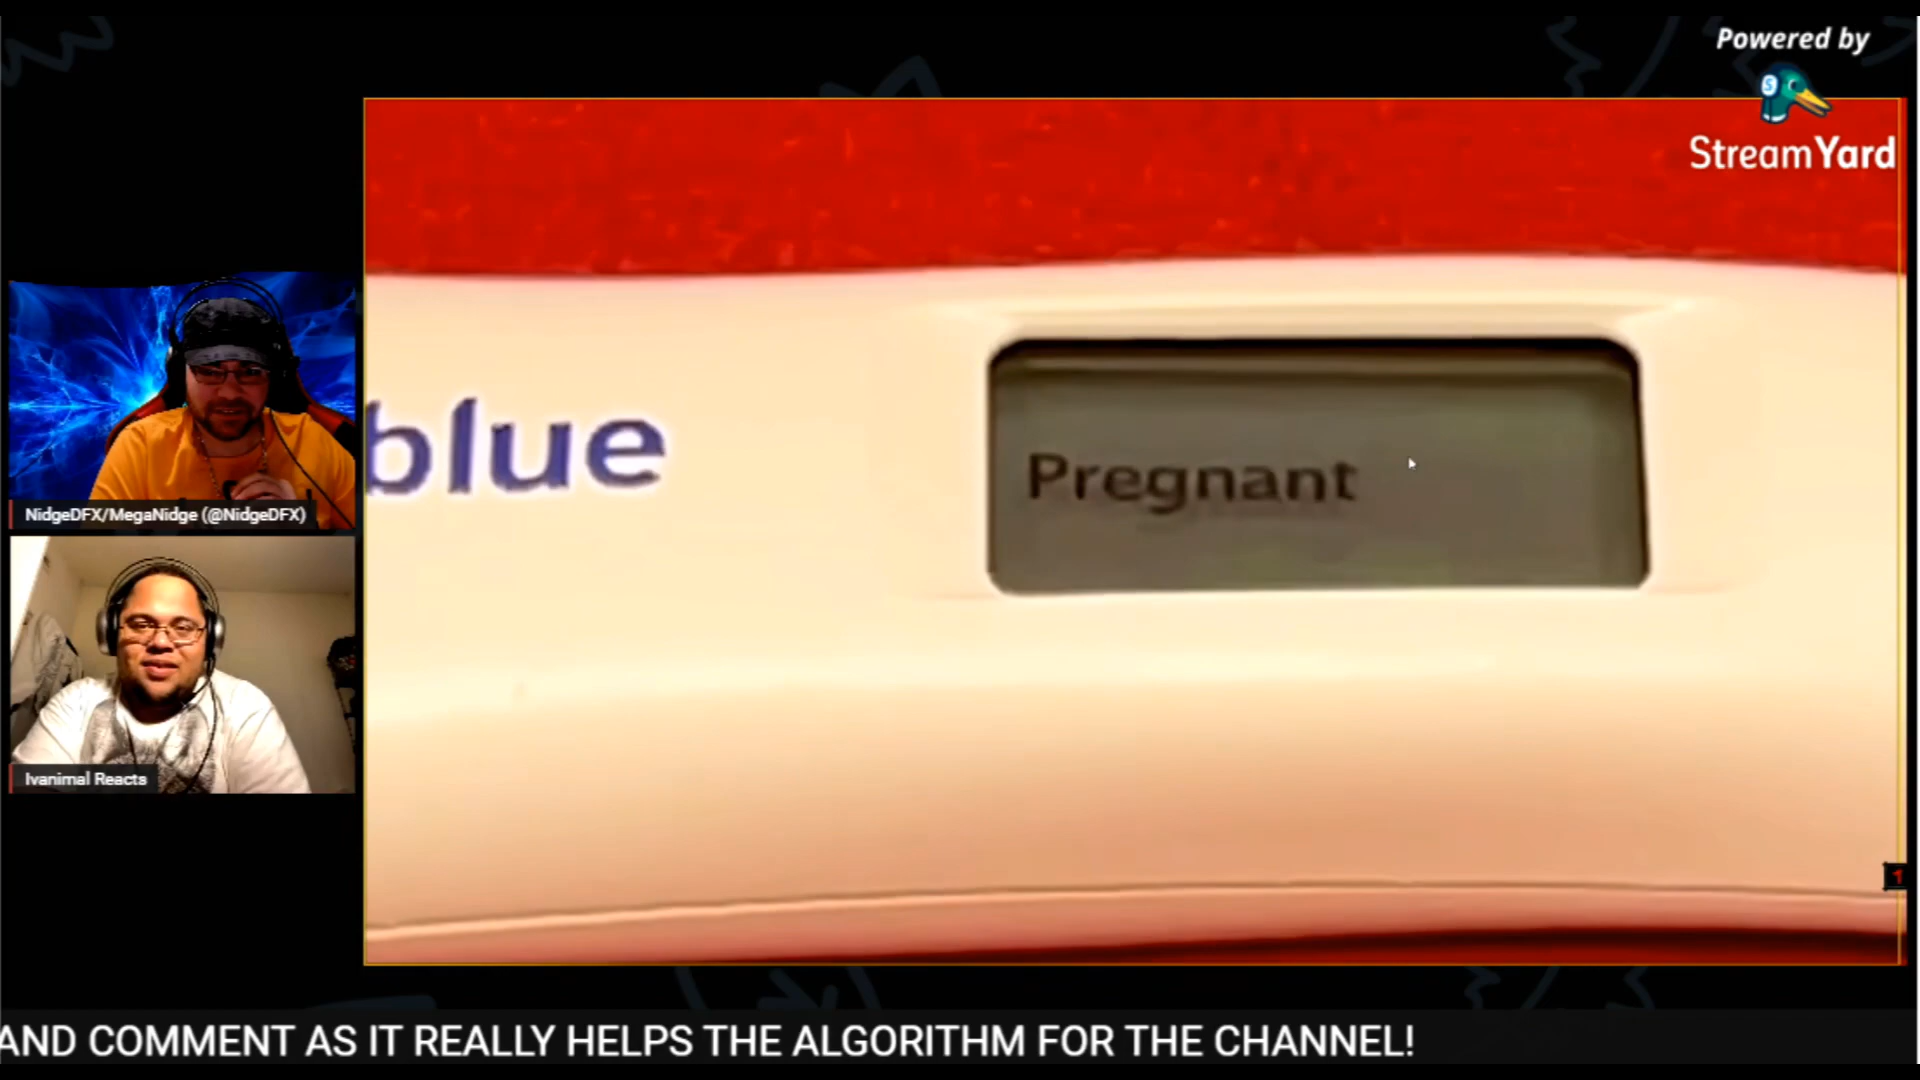 Powered by
StreamYard
blue
Pregnant
NidgeDFX/MegaNidge (@NidgeDFX)
Ivanimal Reacts
1
AND COMMENT AS IT REALLY HELPS THE ALGORITHM FOR THE CHANNEL!